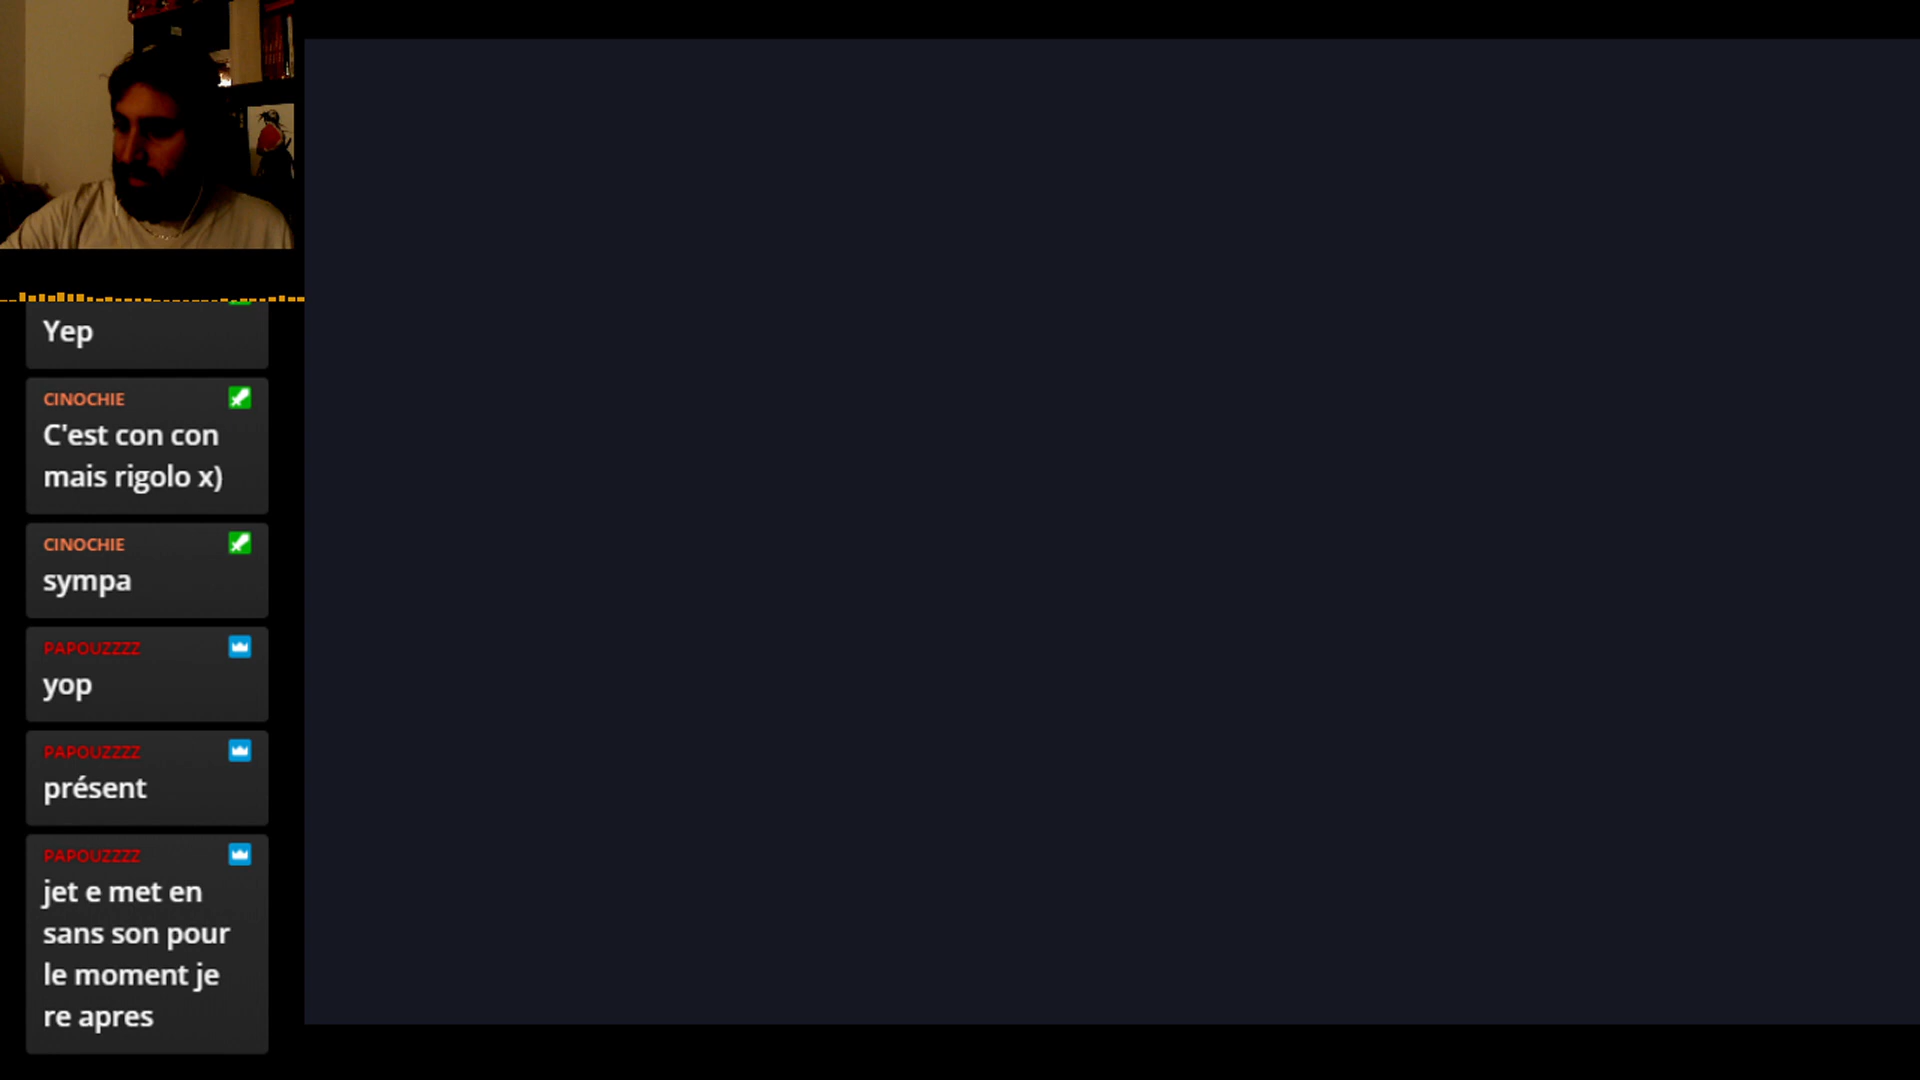 Yep
CINOCHIE
C'est con con
mais rigolo x)
CINOCHIE
sympa
PAPOUZZZZ
yop
PAPOUZZZZ
présent
PAPOUZZZZ
jet e met en
sans son pour
le moment je
re apres